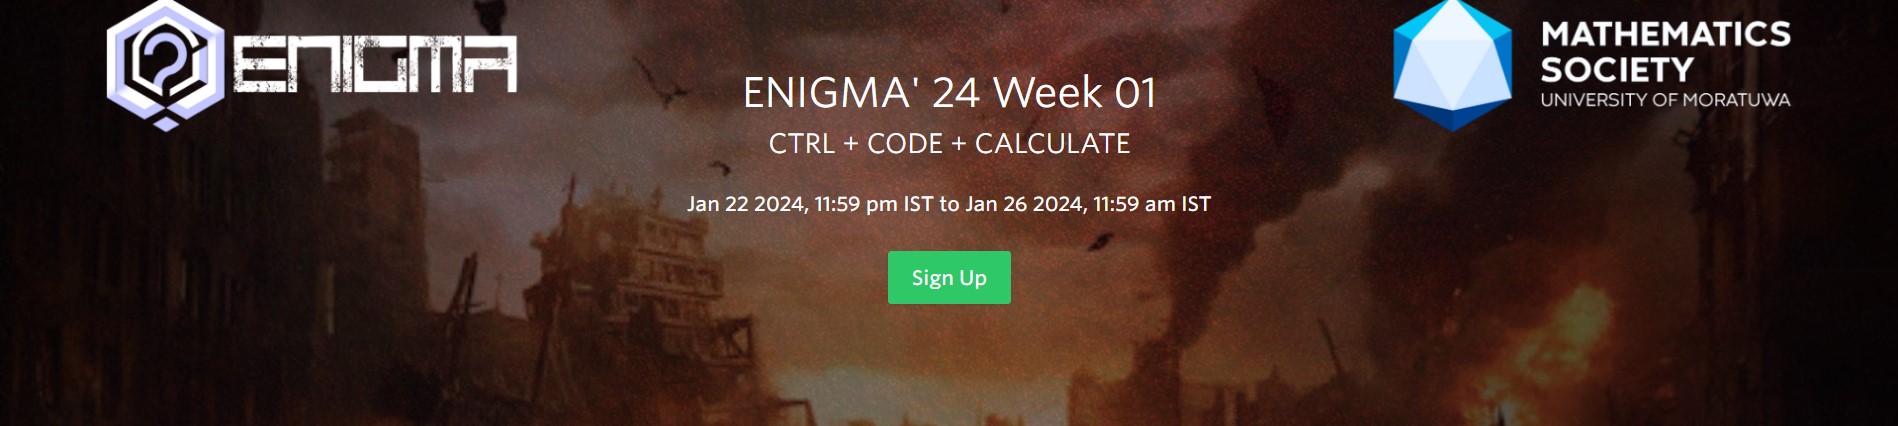 ENIGMA
ENIGMA' 24 Week 01
CTRL + CODE + CALCULATE
Jan 22 2024, 11:59 pm IST to Jan 26 2024, 11:59 am IST
Sign Up
MATHEMATICS
SOCIETY
UNIVERSITY OF MORATUWA